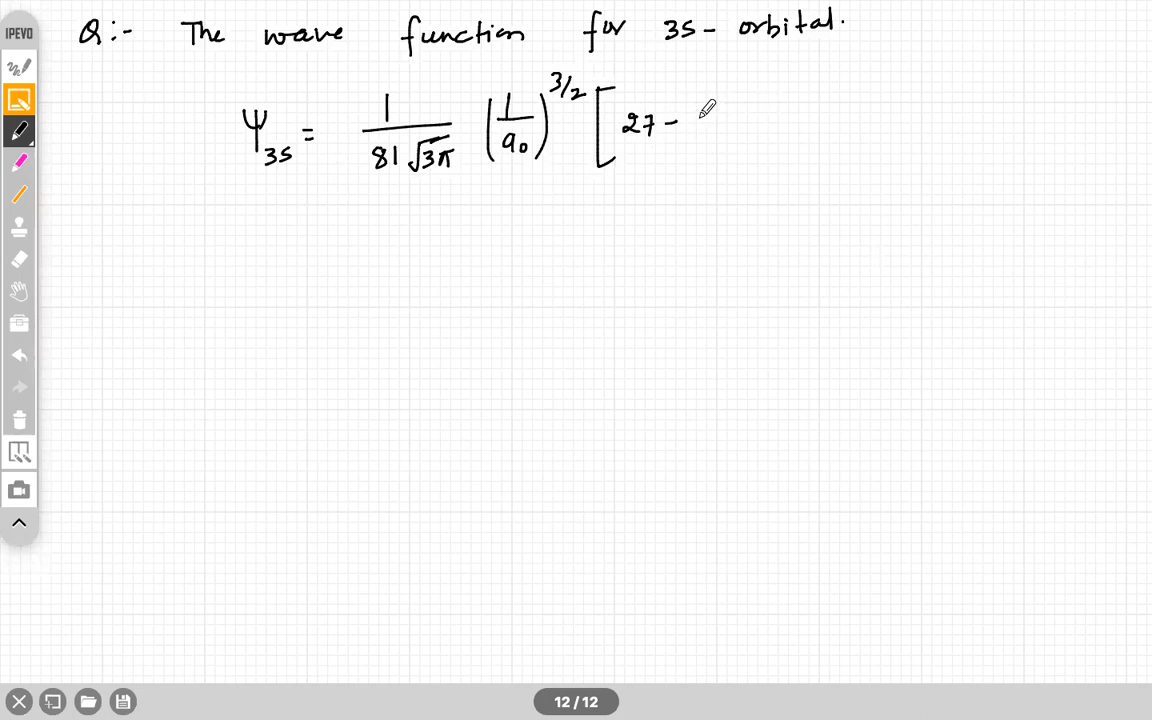 IPEVO
Q:- The wave function for 3s- orbital.
Ψ3s = 1/81√3π (1/a0)^3/2 [27 -
12 / 12